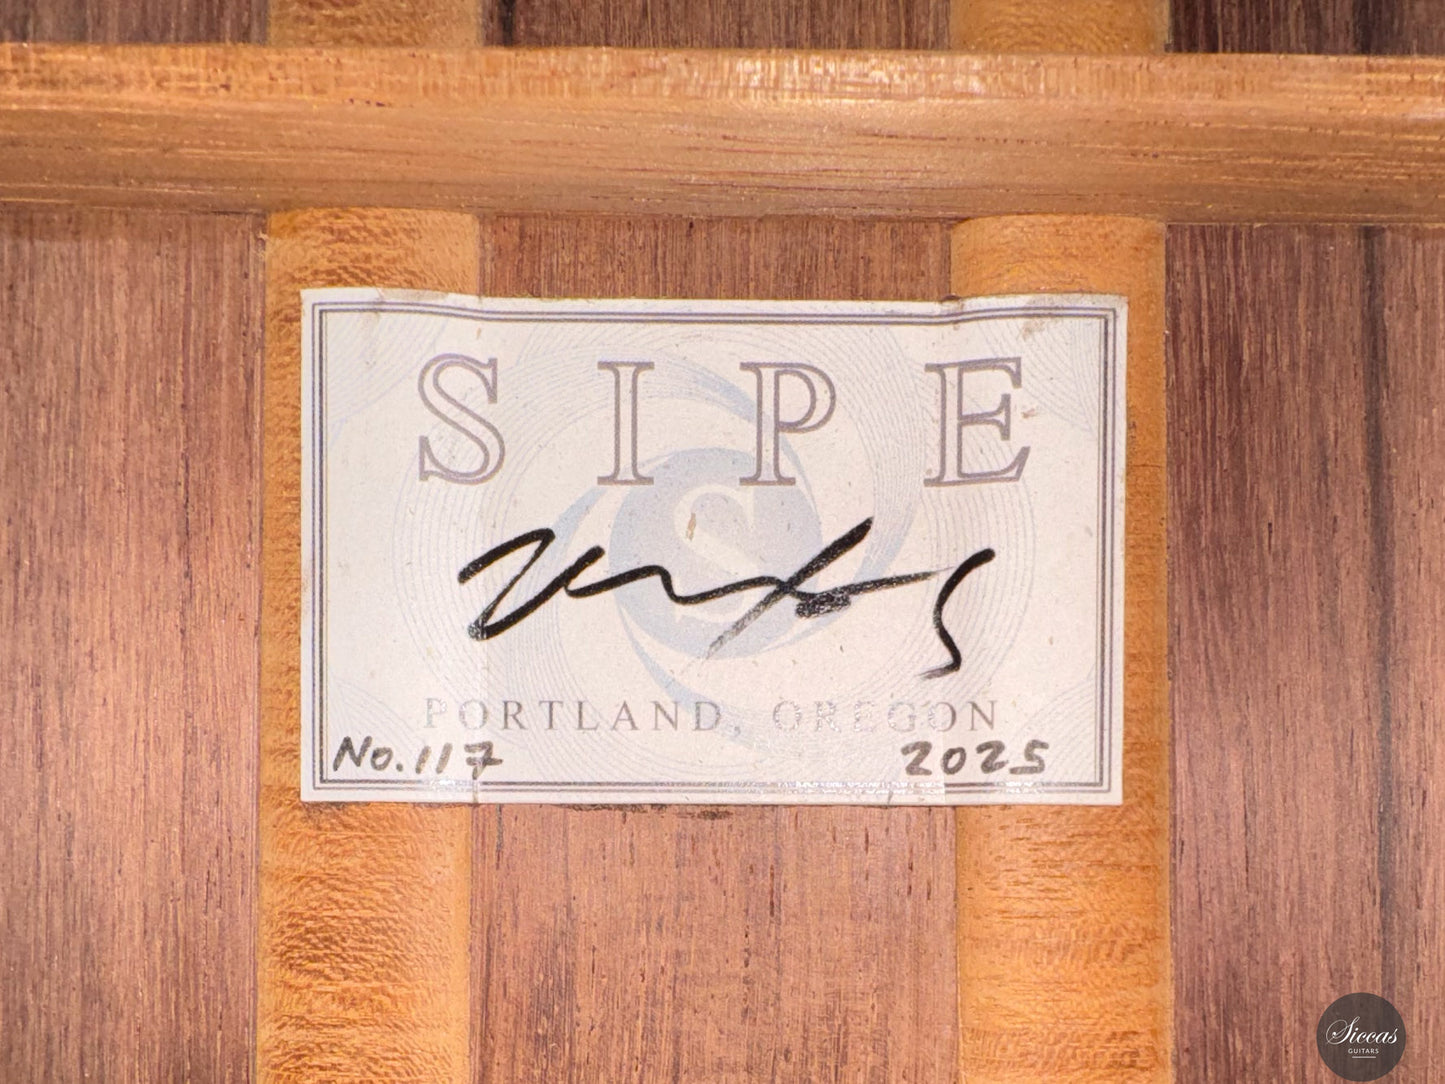 SIPE
PORTLAND, OREGON
No. 117
2025
Siccas
GUITARS